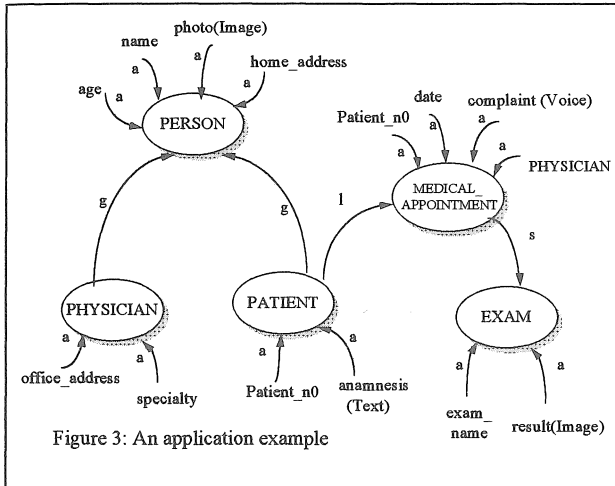 photo(Image)
name
home_address
a
a
a
age
a
PERSON
date
complaint (Voice)
Patient_n0
a
a
a
a
PHYSICIAN
MEDICAL_
APPOINTMENT
g
g
l
s
PHYSICIAN
PATIENT
EXAM
a
a
a
a
a
a
office_address
specialty
Patient_n0
anamnesis
(Text)
exam_
name
result(Image)
Figure 3: An application example